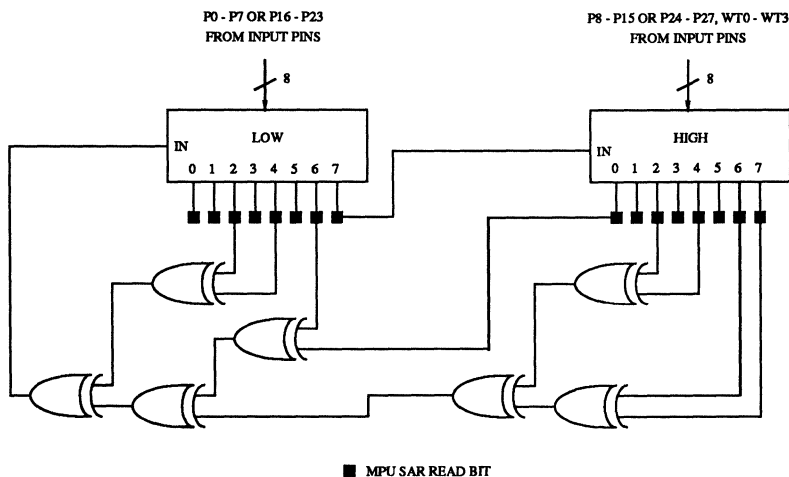 P0 - P7 OR P16 - P23
FROM INPUT PINS
8
IN
LOW
0 1 2 3 4 5 6 7
P8 - P15 OR P24 - P27, WT0 - WT3
FROM INPUT PINS
8
IN
HIGH
0 1 2 3 4 5 6 7
MPU SAR READ BIT